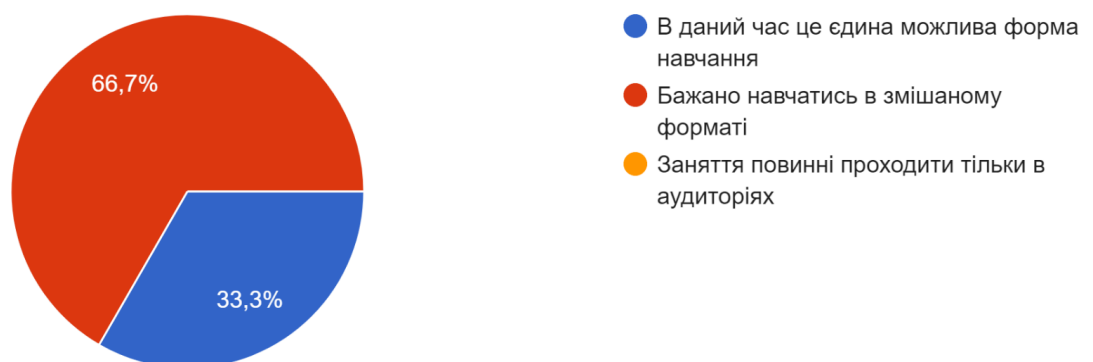 66,7%
33,3%
В даний час це єдина можлива форма
навчання
Бажано навчатись в змішаному
форматі
Заняття повинні проходити тільки в
аудиторіях